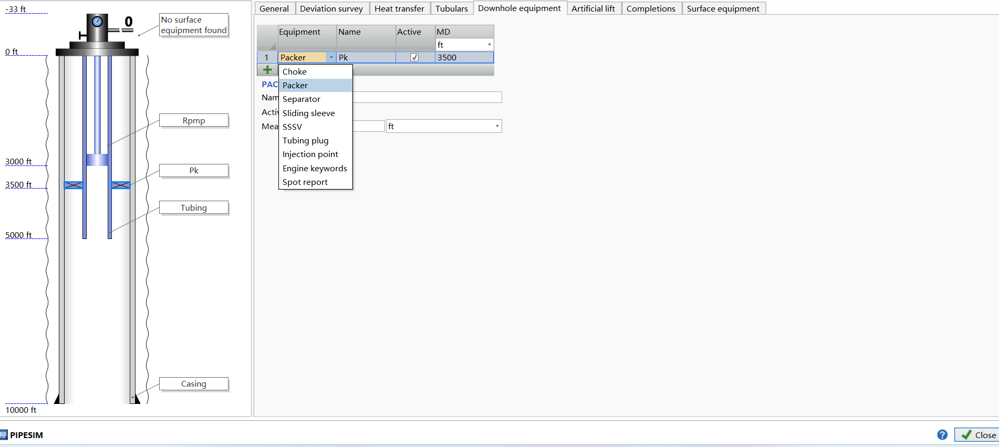 -33 ft
0
No surface
equipment found
0 ft
Rpmp
3000 ft
Pk
3500 ft
Tubing
5000 ft
Casing
10000 ft
General Deviation survey Heat transfer Tubulars Downhole equipment Artificial lift Completions Surface equipment
Equipment Name Active MD
ft
1 Packer Pk 3500
Choke
PAC
Packer
Nam
Separator
Activ
Sliding sleeve
Mea
SSSV
ft
Tubing plug
Injection point
Engine keywords
Spot report
PIP PIPESIM
? Close